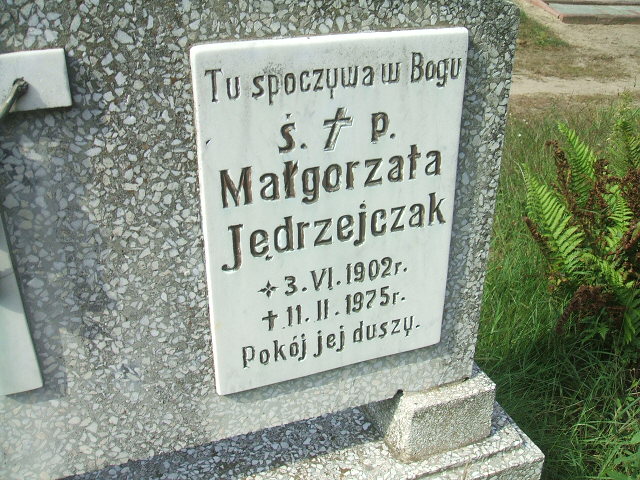 Tu spoczywa w Bogu
ś. † p.
Małgorzata
Jędrzejczak
✧ 3. VI. 1902 r.
† 11. II. 1975 r.
Pokój jej duszy.